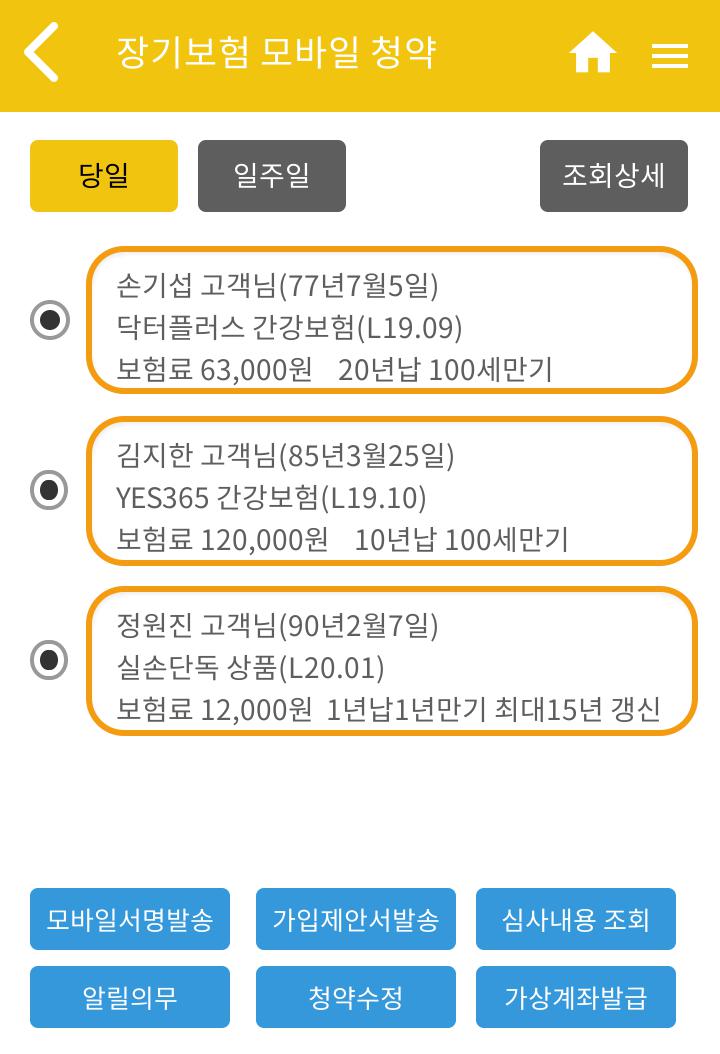 장기보험 모바일 청약
당일 일주일 조회상세
손기섭 고객님(77년7월5일)
닥터플러스 간강보험(L19.09)
보험료 63,000원 20년납 100세만기
김지한 고객님(85년3월25일)
YES365 간강보험(L19.10)
보험료 120,000원 10년납 100세만기
정원진 고객님(90년2월7일)
실손단독 상품(L20.01)
보험료 12,000원 1년납1년만기 최대15년 갱신
모바일서명발송 가입제안서발송 심사내용 조회
알릴의무 청약수정 가상계좌발급